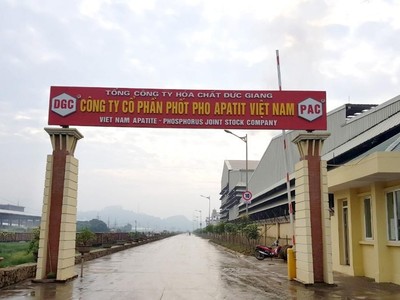 TỔNG CÔNG TY HÓA CHẤT ĐỨC GIANG
DGC
CÔNG TY CỔ PHẦN PHỐT PHO APATIT VIỆT NAM
PAC
VIET NAM APATITE - PHOSPHORUS JOINT STOCK COMPANY